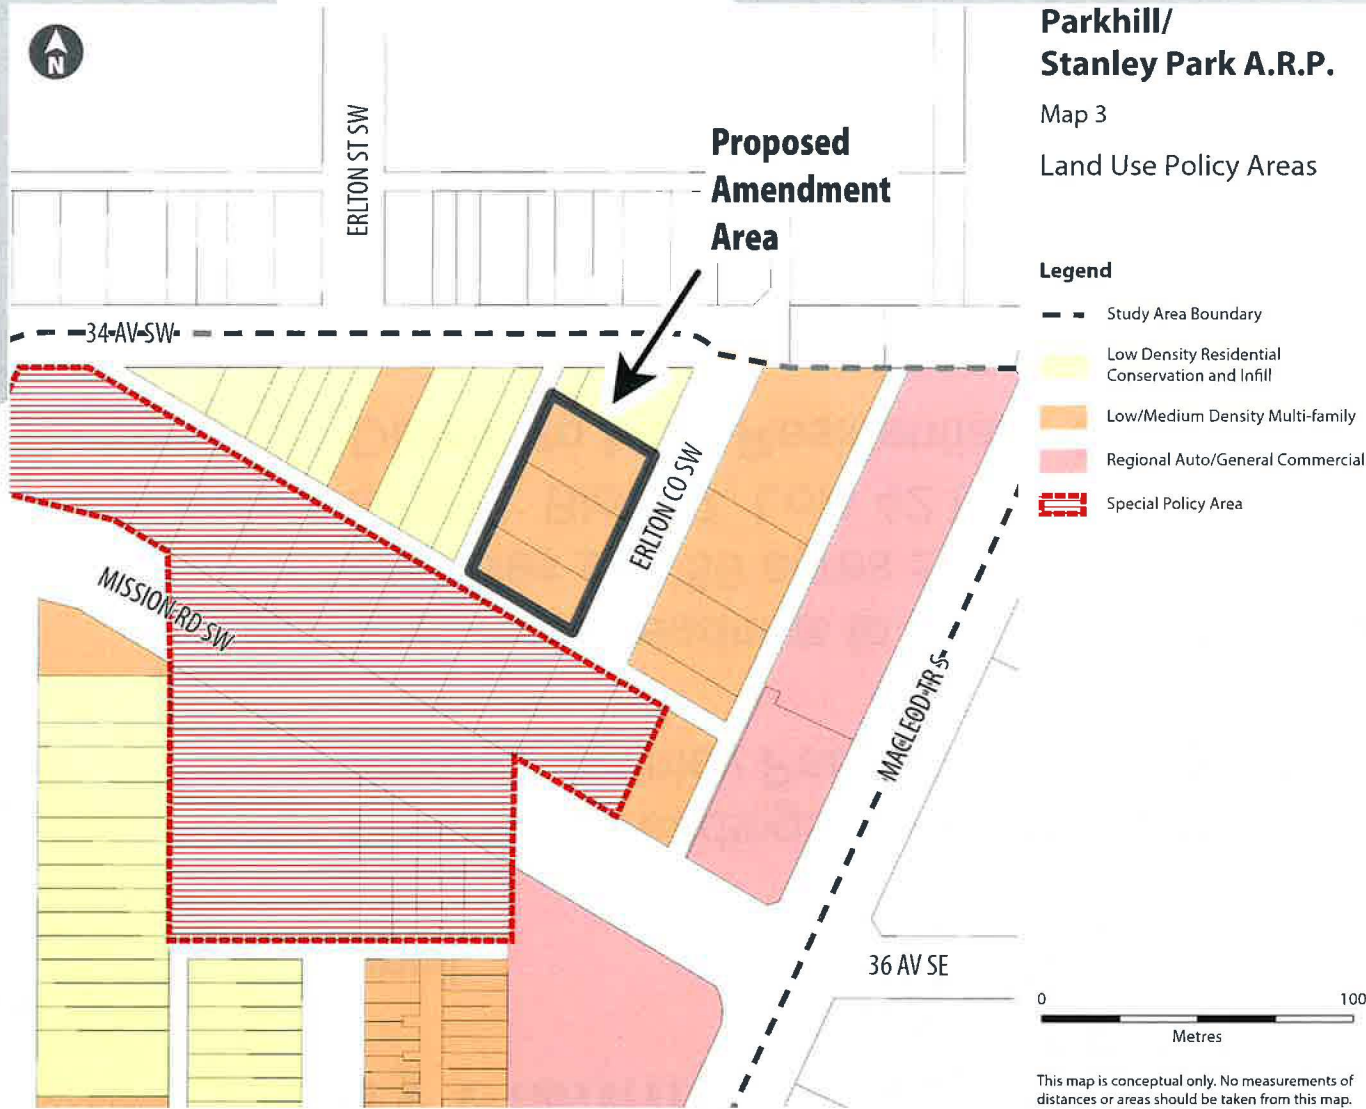 N
Parkhill/
Stanley Park A.R.P.
Map 3
Land Use Policy Areas
Legend
Study Area Boundary
Low Density Residential
Conservation and Infill
Low/Medium Density Multi-family
Regional Auto/General Commercial
Special Policy Area
Proposed
Amendment
Area
ERLTON ST SW
34 AV SW
ERLTON CO SW
MISSION RD SW
MACLEOD TR S
36 AV SE
0 100
Metres
This map is conceptual only. No measurements of
distances or areas should be taken from this map.